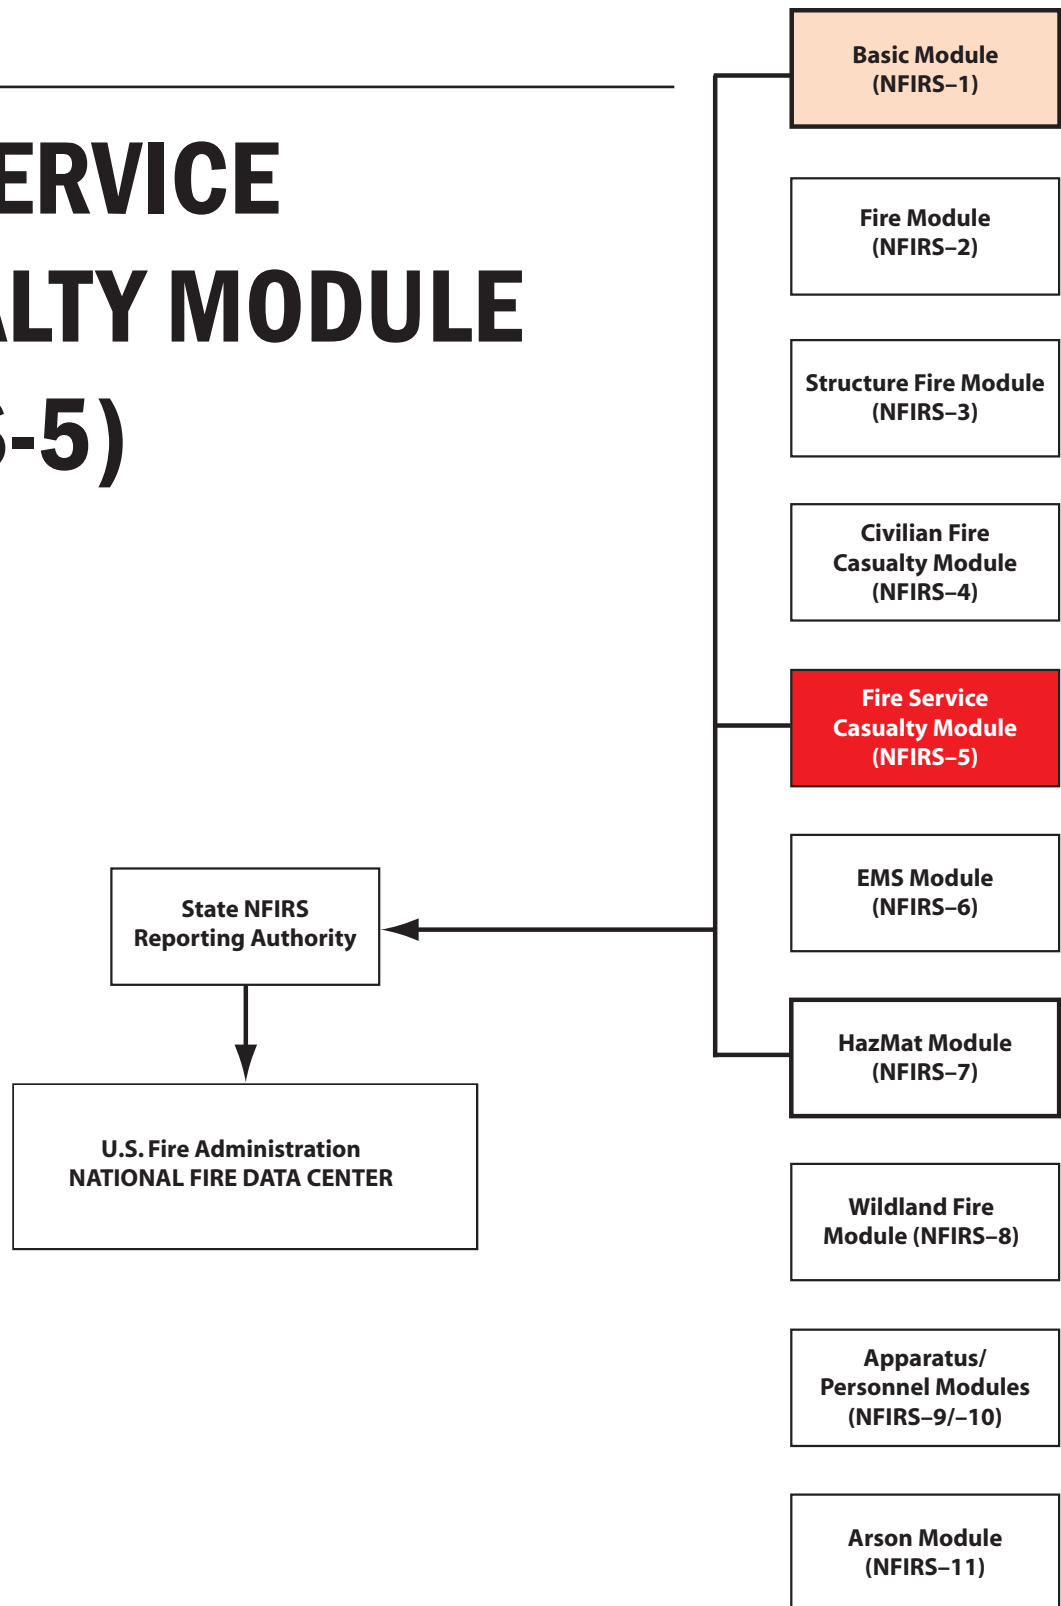 ERVICE
ALTY MODULE
-5)
Basic Module
(NFIRS–1)
Fire Module
(NFIRS–2)
Structure Fire Module
(NFIRS–3)
Civilian Fire
Casualty Module
(NFIRS–4)
Fire Service
Casualty Module
(NFIRS–5)
EMS Module
(NFIRS–6)
HazMat Module
(NFIRS–7)
Wildland Fire
Module (NFIRS–8)
Apparatus/
Personnel Modules
(NFIRS–9/–10)
Arson Module
(NFIRS–11)
State NFIRS
Reporting Authority
U.S. Fire Administration
NATIONAL FIRE DATA CENTER